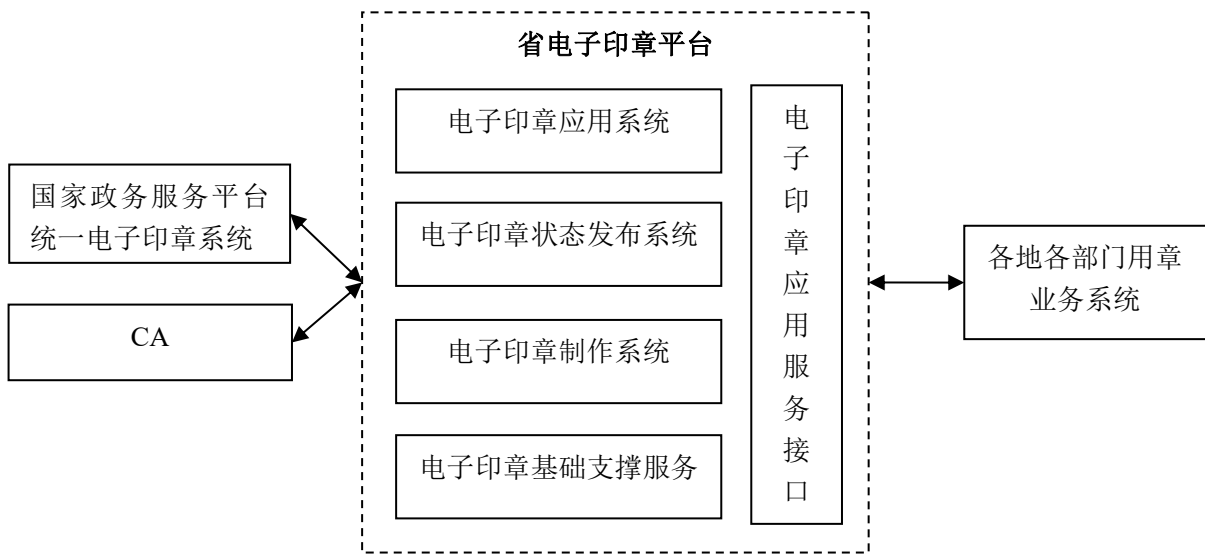 省电子印章平台
电子印章应用系统
电子印章状态发布系统
电子印章制作系统
电子印章基础支撑服务
电子印章应用服务接口
国家政务服务平台
统一电子印章系统
CA
各地各部门用章
业务系统